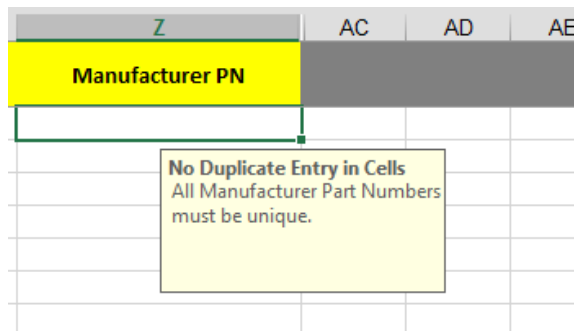 Z AC AD AE
Manufacturer PN
No Duplicate Entry in Cells
All Manufacturer Part Numbers
must be unique.